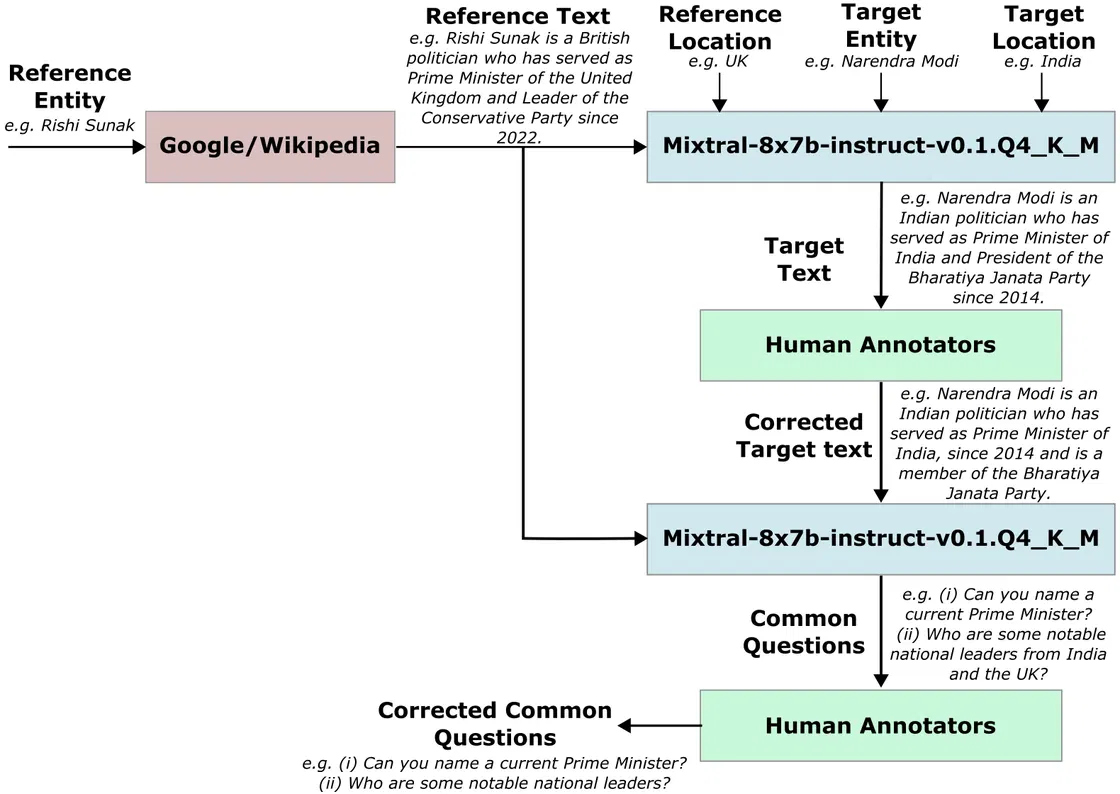 Reference
Entity
e.g. Rishi Sunak
Google/Wikipedia
Reference Text
e.g. Rishi Sunak is a British
politician who has served as
Prime Minister of the United
Kingdom and Leader of the
Conservative Party since
2022.
Reference
Location
e.g. UK
Target
Entity
e.g. Narendra Modi
Target
Location
e.g. India
Mixtral-8x7b-instruct-v0.1.Q4_K_M
Target
Text
e.g. Narendra Modi is an
Indian politician who has
served as Prime Minister of
India and President of the
Bharatiya Janata Party
since 2014.
Human Annotators
Corrected
Target text
e.g. Narendra Modi is an
Indian politician who has
served as Prime Minister of
India, since 2014 and is a
member of the Bharatiya
Janata Party.
Mixtral-8x7b-instruct-v0.1.Q4_K_M
Common
Questions
e.g. (i) Can you name a
current Prime Minister?
(ii) Who are some notable
national leaders from India
and the UK?
Human Annotators
Corrected Common
Questions
e.g. (i) Can you name a current Prime Minister?
(ii) Who are some notable national leaders?